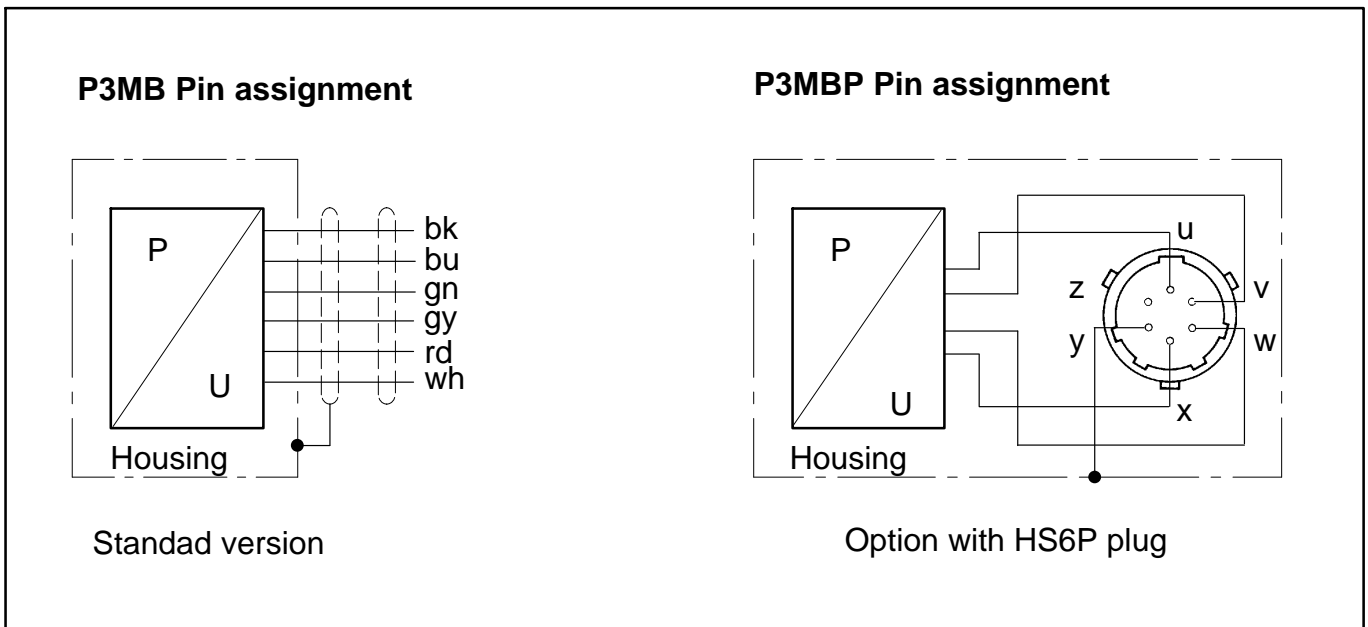 P3MB Pin assignment
P
U
bk
bu
gn
gy
rd
wh
Housing
Standad version
P3MBP Pin assignment
P
U
u
z
v
y
w
x
Housing
Option with HS6P plug